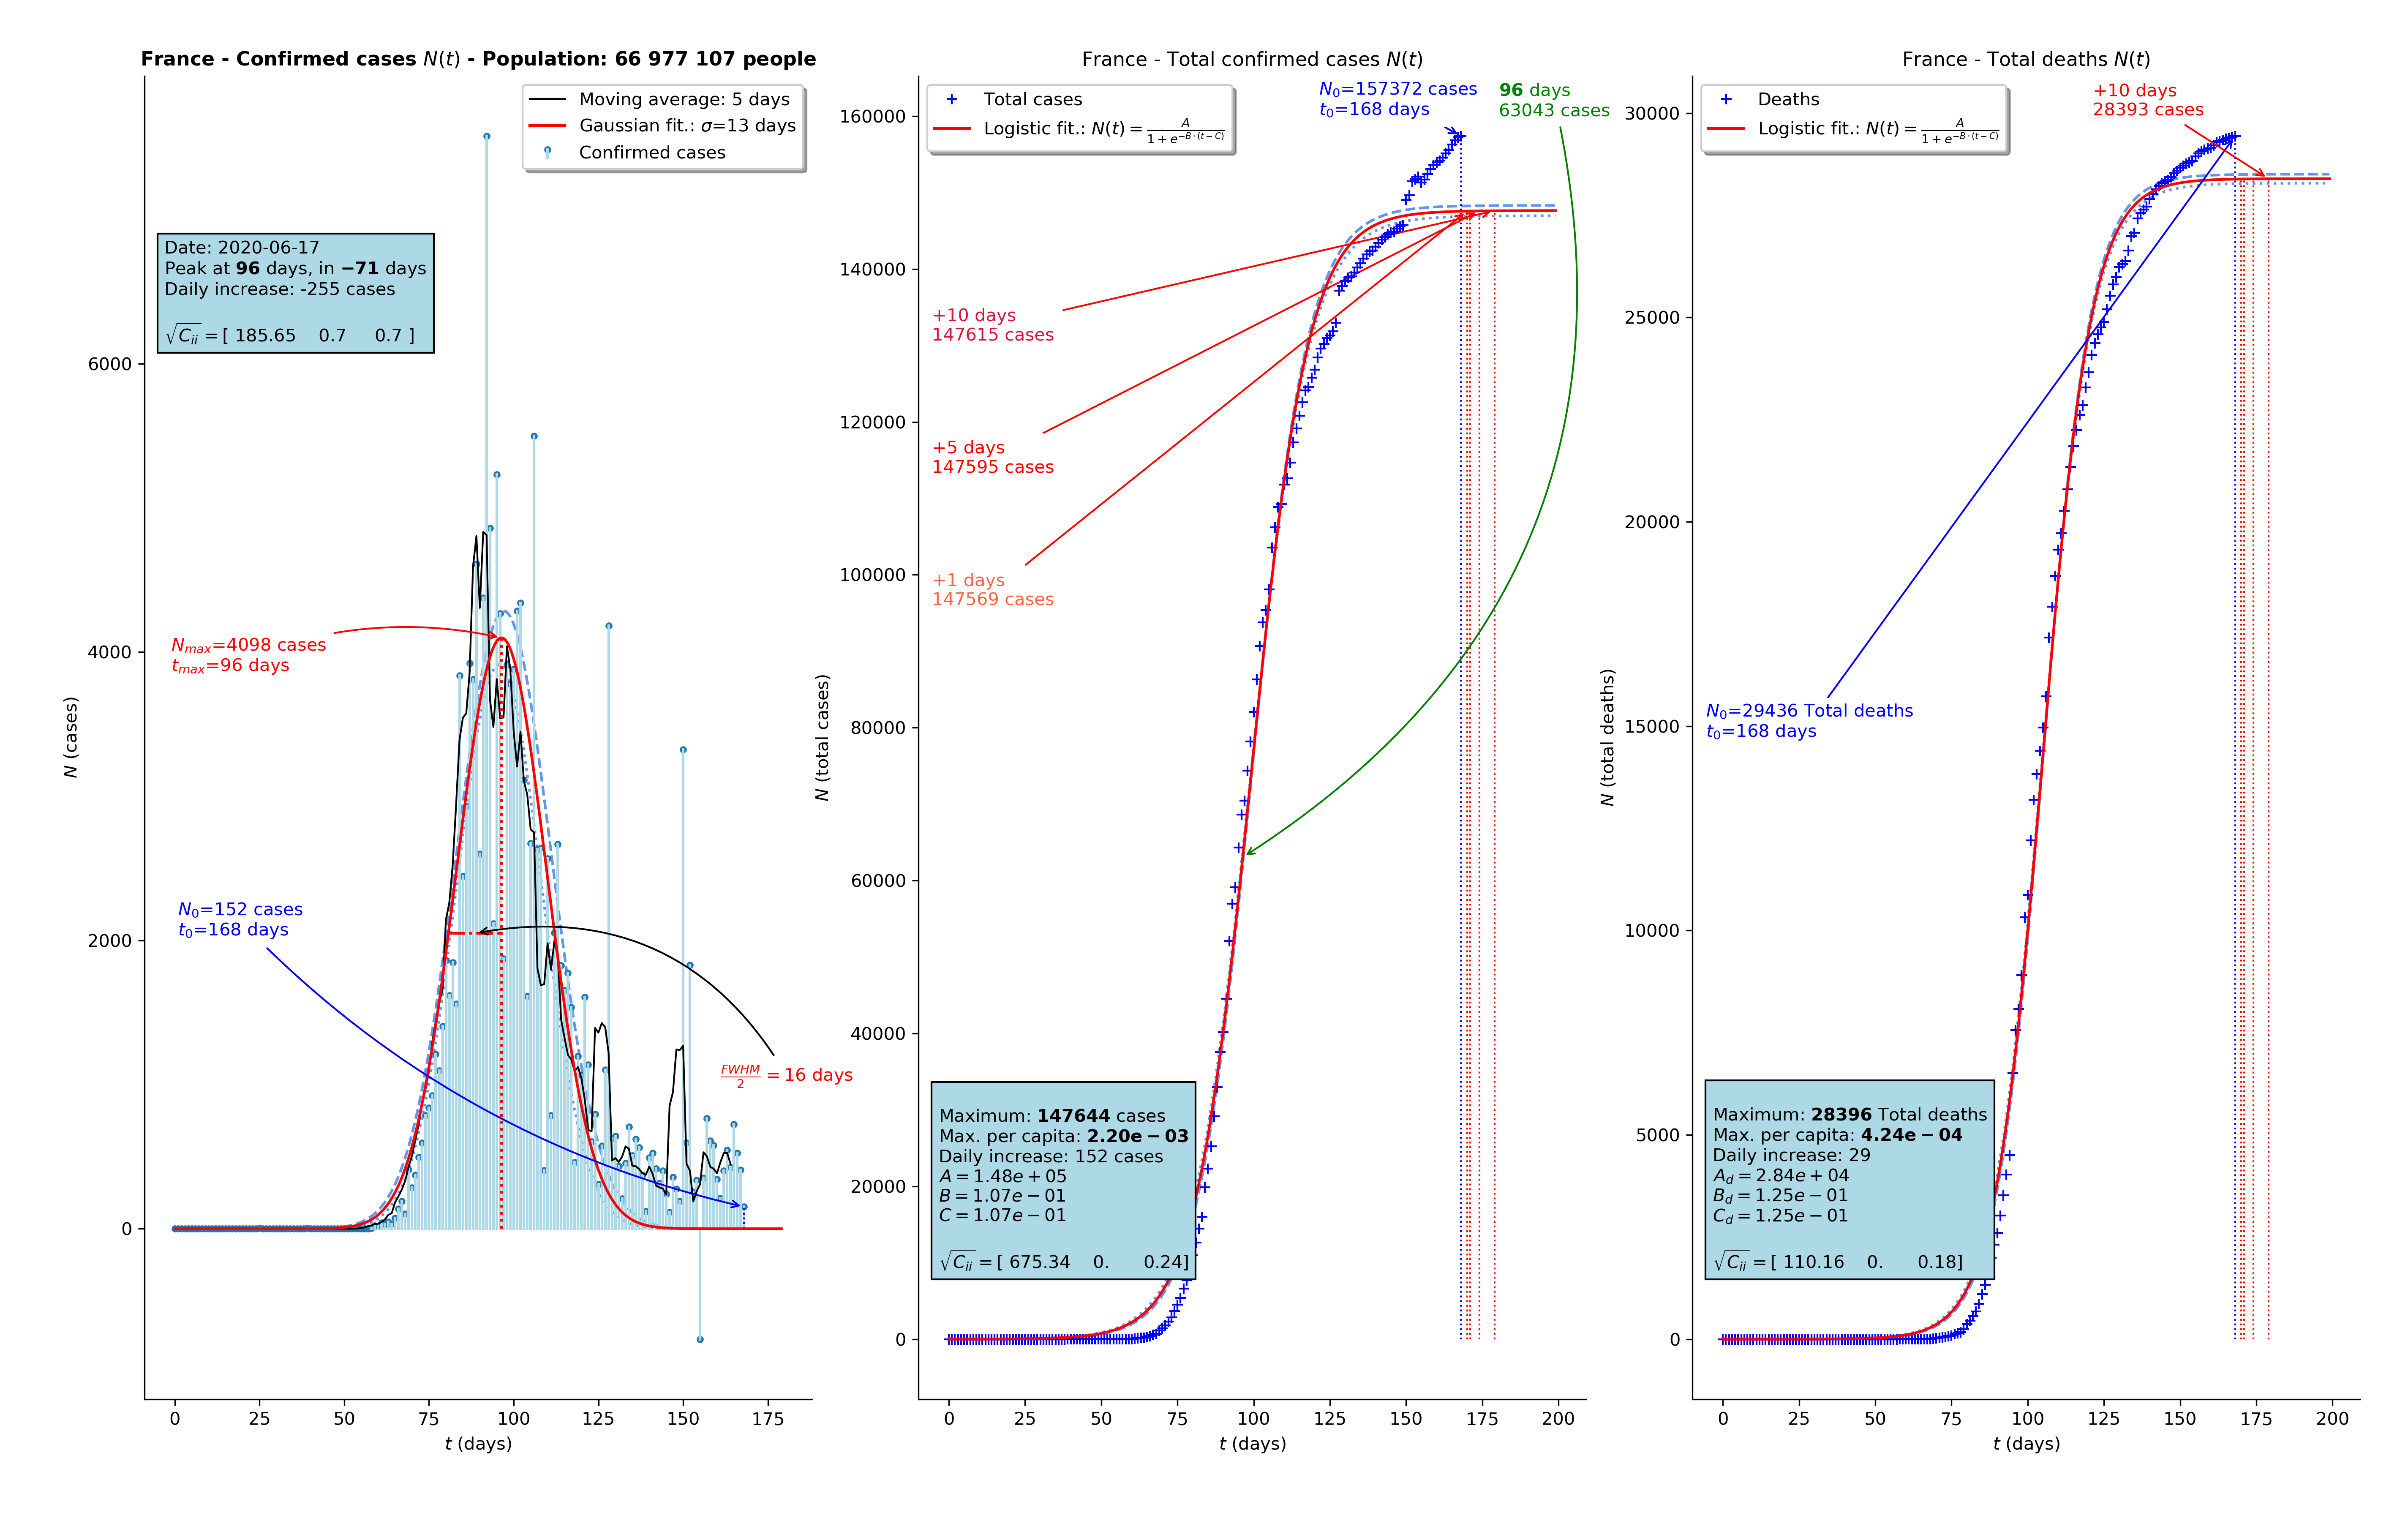 France - Confirmed cases N(t) - Population: 66 977 107 people
Moving average: 5 days
Gaussian fit.: σ=13 days
Confirmed cases
Date: 2020-06-17
Peak at 96 days, in −71 days
Daily increase: -255 cases
√C_ii = [ 185.65 0.7 0.7 ]
N_max=4098 cases
t_max=96 days
N_0=152 cases
t_0=168 days
FWHM/2 = 16 days
N (cases)
6000
4000
2000
0
0 25 50 75 100 125 150 175
t (days)
France - Total confirmed cases N(t)
Total cases
Logistic fit.: N(t) = A/(1 + e^(−B·(t−C)))
N_0=157372 cases
t_0=168 days
96 days
63043 cases
+10 days
147615 cases
+5 days
147595 cases
+1 days
147569 cases
Maximum: 147644 cases
Max. per capita: 2.20e − 03
Daily increase: 152 cases
A = 1.48e + 05
B = 1.07e − 01
C = 1.07e − 01
√C_ii = [ 675.34 0. 0.24]
N (total cases)
160000
140000
120000
100000
80000
60000
40000
20000
0
0 25 50 75 100 125 150 175 200
t (days)
France - Total deaths N(t)
Deaths
Logistic fit.: N(t) = A/(1 + e^(−B·(t−C)))
+10 days
28393 cases
N_0=29436 Total deaths
t_0=168 days
Maximum: 28396 Total deaths
Max. per capita: 4.24e − 04
Daily increase: 29
A_d = 2.84e + 04
B_d = 1.25e − 01
C_d = 1.25e − 01
√C_ii = [ 110.16 0. 0.18]
N (total deaths)
30000
25000
20000
15000
10000
5000
0
0 25 50 75 100 125 150 175 200
t (days)